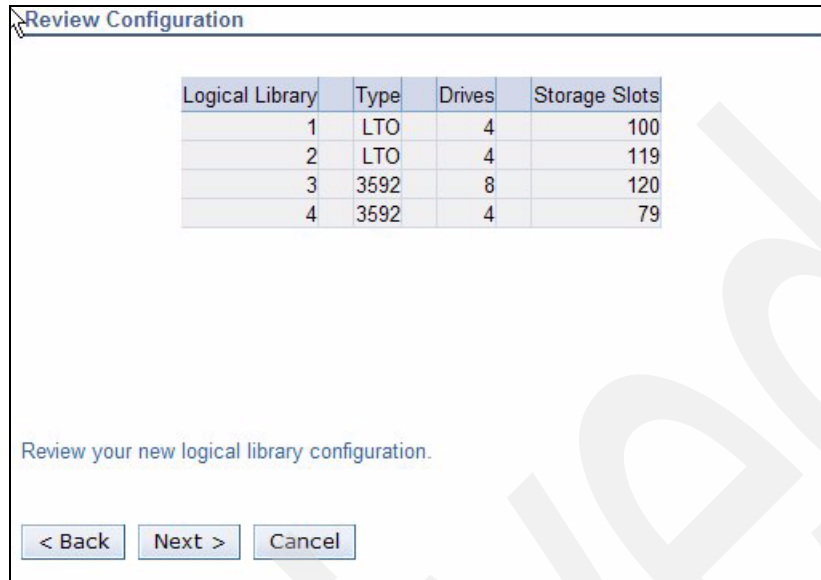 Review Configuration
Logical Library Type Drives Storage Slots
1 LTO 4 100
2 LTO 4 119
3 3592 8 120
4 3592 4 79
Review your new logical library configuration.
< Back Next > Cancel